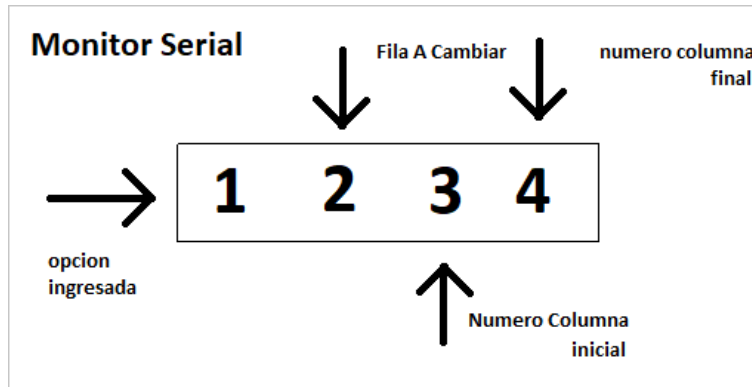 Monitor Serial
Fila A Cambiar
numero columna
final
1 2 3 4
opcion
ingresada
Numero Columna
inicial